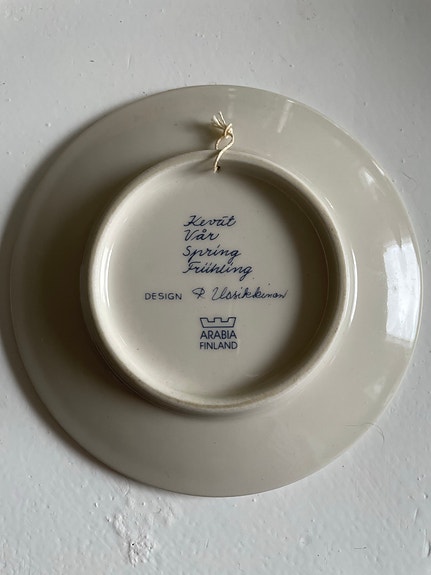 Kevät
Vår
Spring
Frühling
DESIGN R. Uosikkinen
ARABIA
FINLAND